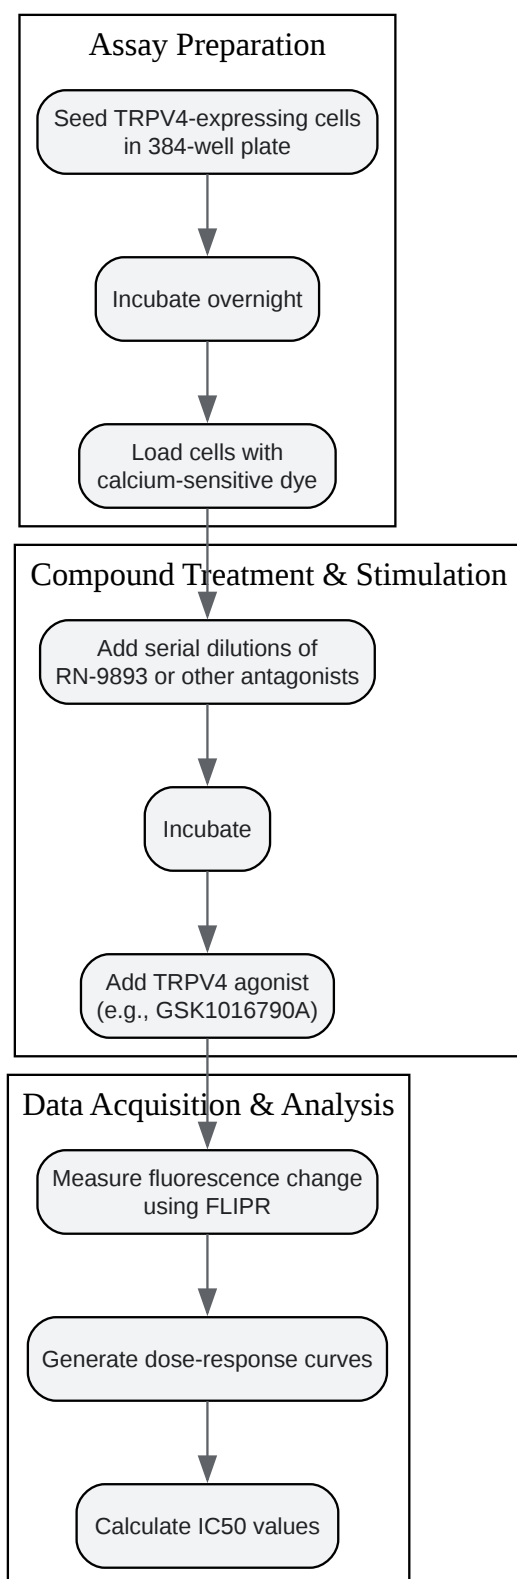 Assay Preparation
Seed TRPV4-expressing cells
in 384-well plate
Incubate overnight
Load cells with
calcium-sensitive dye
Compound Treatment & Stimulation
Add serial dilutions of
RN-9893 or other antagonists
Incubate
Add TRPV4 agonist
(e.g., GSK1016790A)
Data Acquisition & Analysis
Measure fluorescence change
using FLIPR
Generate dose-response curves
Calculate IC50 values